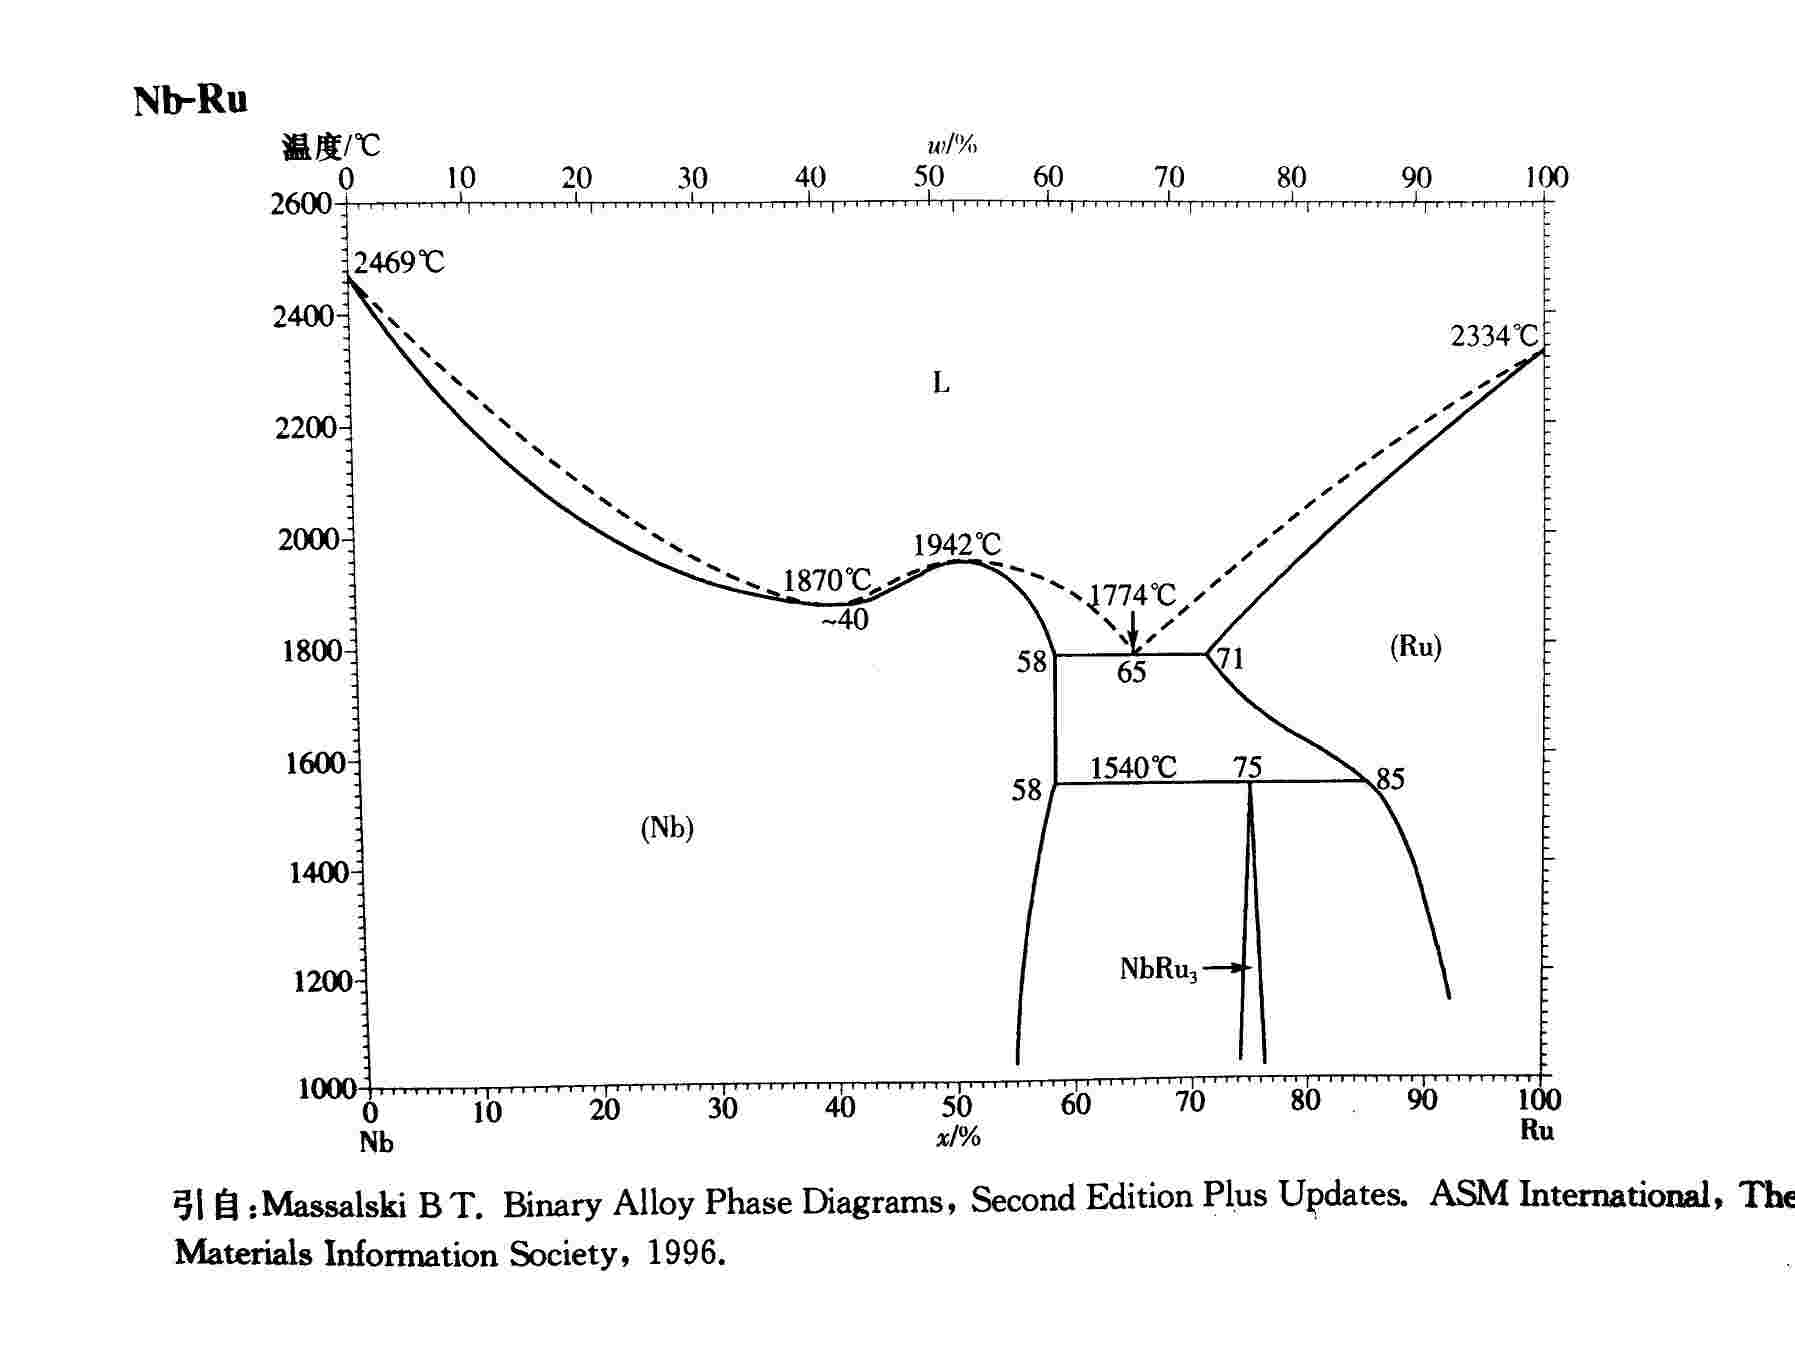 Nb-Ru
温度/℃
w/%
0 10 20 30 40 50 60 70 80 90 100
2600
2469℃
2400
2334℃
L
2200
2000
1942℃
1870℃
1774℃
~40
1800
58 65 71
(Ru)
1600
1540℃ 75
58 85
(Nb)
1400
NbRu₃
1200
1000
0 10 20 30 40 50 60 70 80 90 100
Nb x/% Ru
引自:Massalski B T. Binary Alloy Phase Diagrams, Second Edition Plus Updates. ASM International, The
Materials Information Society, 1996.